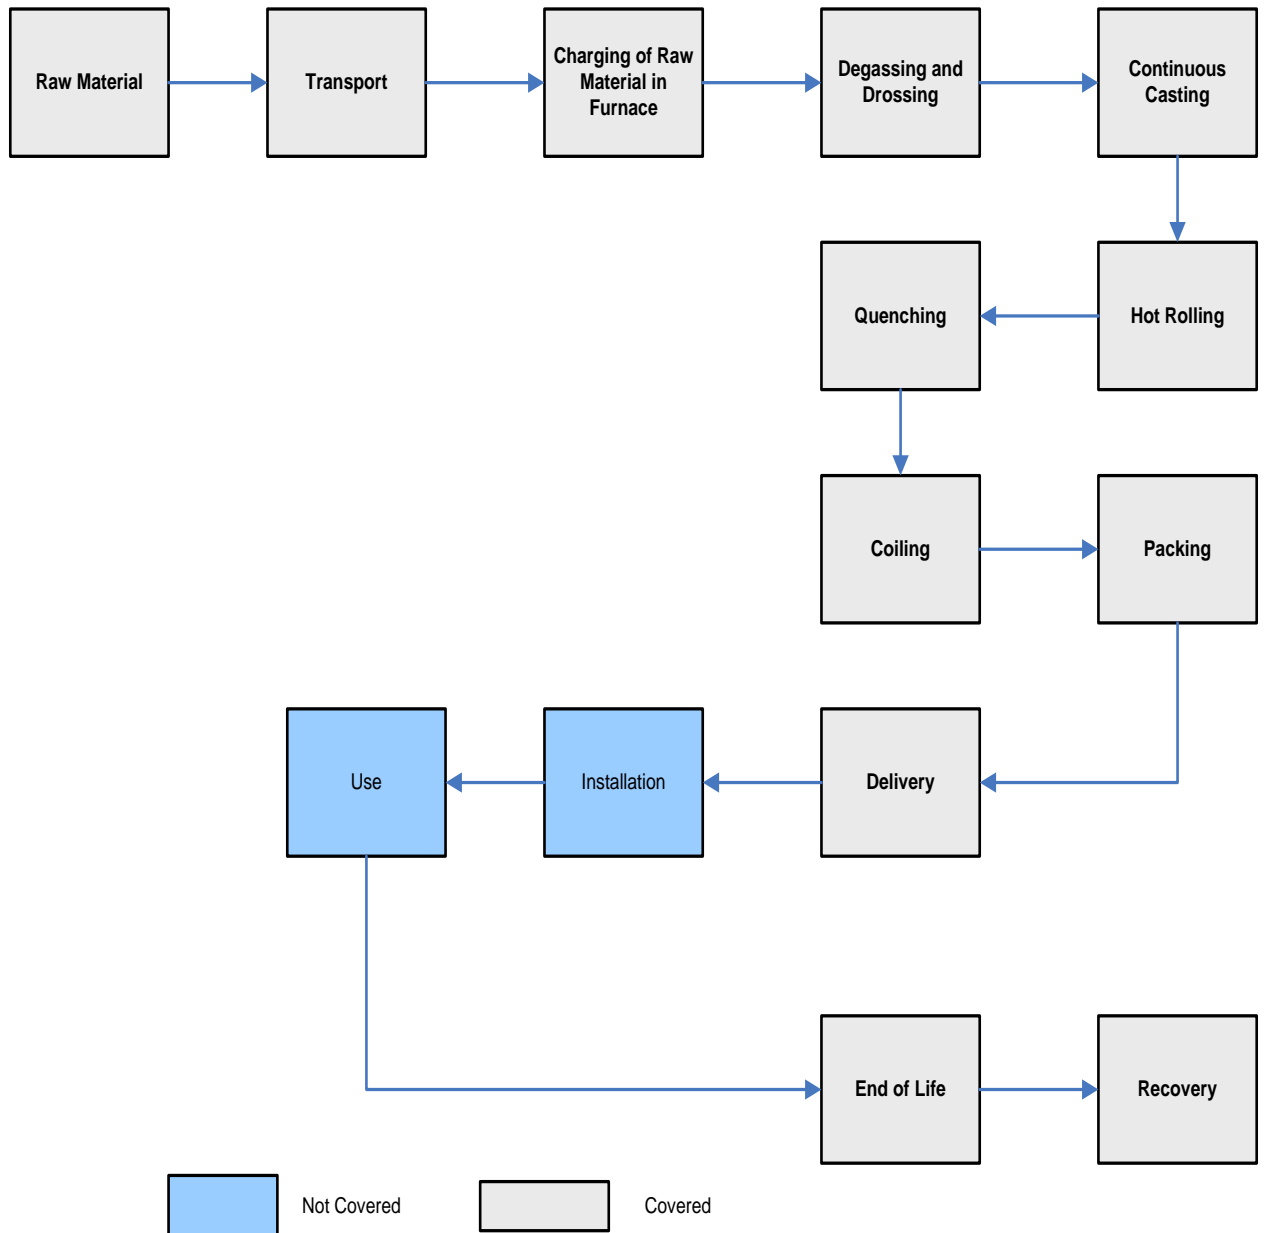 Raw Material
Transport
Charging of Raw
Material in
Furnace
Degassing and
Drossing
Continuous
Casting
Quenching
Hot Rolling
Coiling
Packing
Use
Installation
Delivery
End of Life
Recovery
Not Covered
Covered